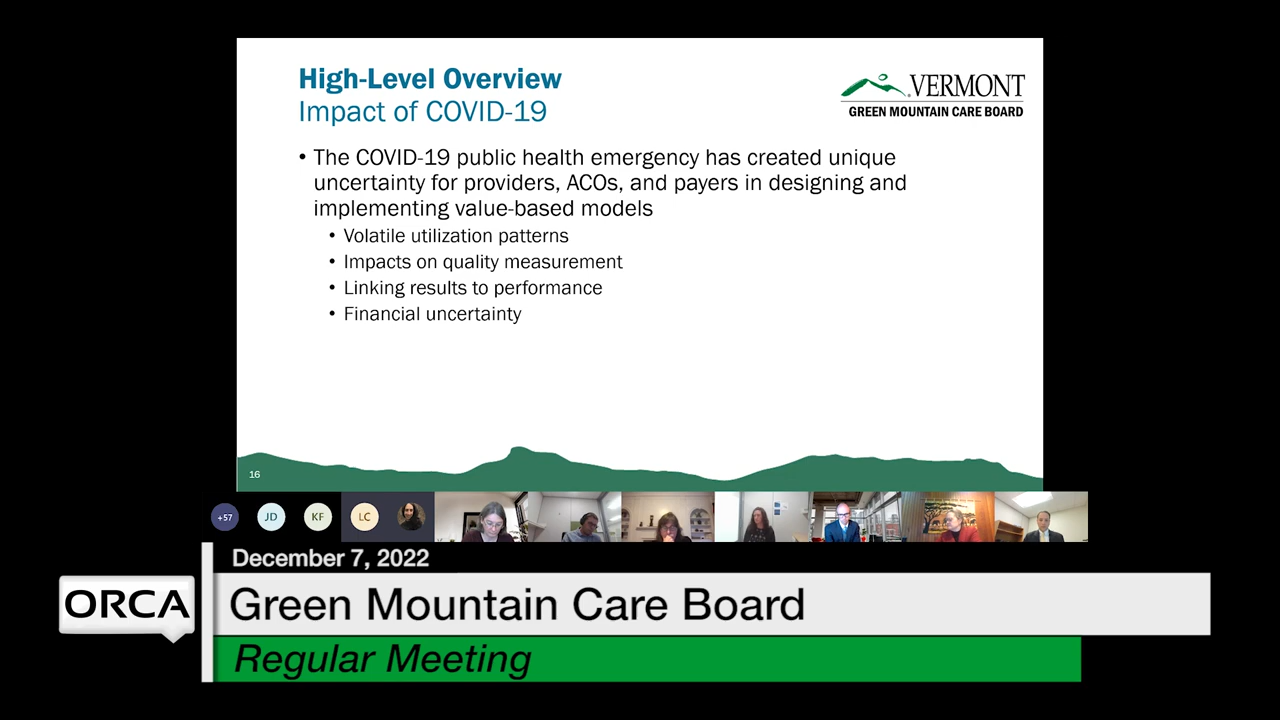 High-Level Overview
Impact of COVID-19
VERMONT
GREEN MOUNTAIN CARE BOARD
• The COVID-19 public health emergency has created unique
uncertainty for providers, ACOs, and payers in designing and
implementing value-based models
• Volatile utilization patterns
• Impacts on quality measurement
• Linking results to performance
• Financial uncertainty
16
+57
JD
KF
LC
December 7, 2022
ORCA
Green Mountain Care Board
Regular Meeting